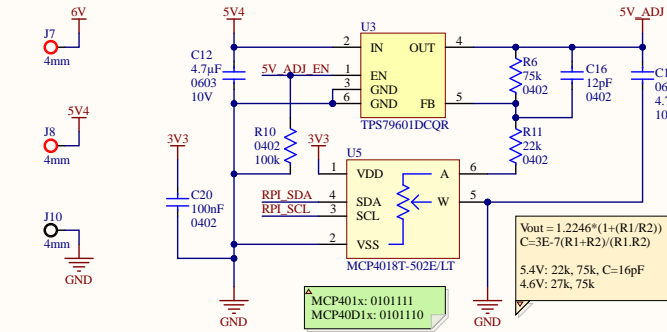 6V
J7
4mm
5V4
J8
4mm
J10
4mm
GND
5V4
C12
4.7µF
0603
10V
5V_ADJ_EN
3V3
C20
100nF
0402
R10
0402
100k
3V3
RPI_SDA
RPI_SCL
GND
U3
2 IN OUT 4
1 EN
3 GND
6 GND FB 5
TPS79601DCQR
U5
1 VDD A 6
4 SDA W 5
3 SCL
2 VSS
MCP4018T-502E/LT
R6
75k
0402
C16
12pF
0402
R11
22k
0402
5V_ADJ
GND
MCP401x: 0101111
MCP40D1x: 0101110
Vout = 1.2246*(1+(R1/R2))
C=3E-7(R1+R2)/(R1.R2)
5.4V: 22k, 75k, C=16pF
4.6V: 27k, 75k